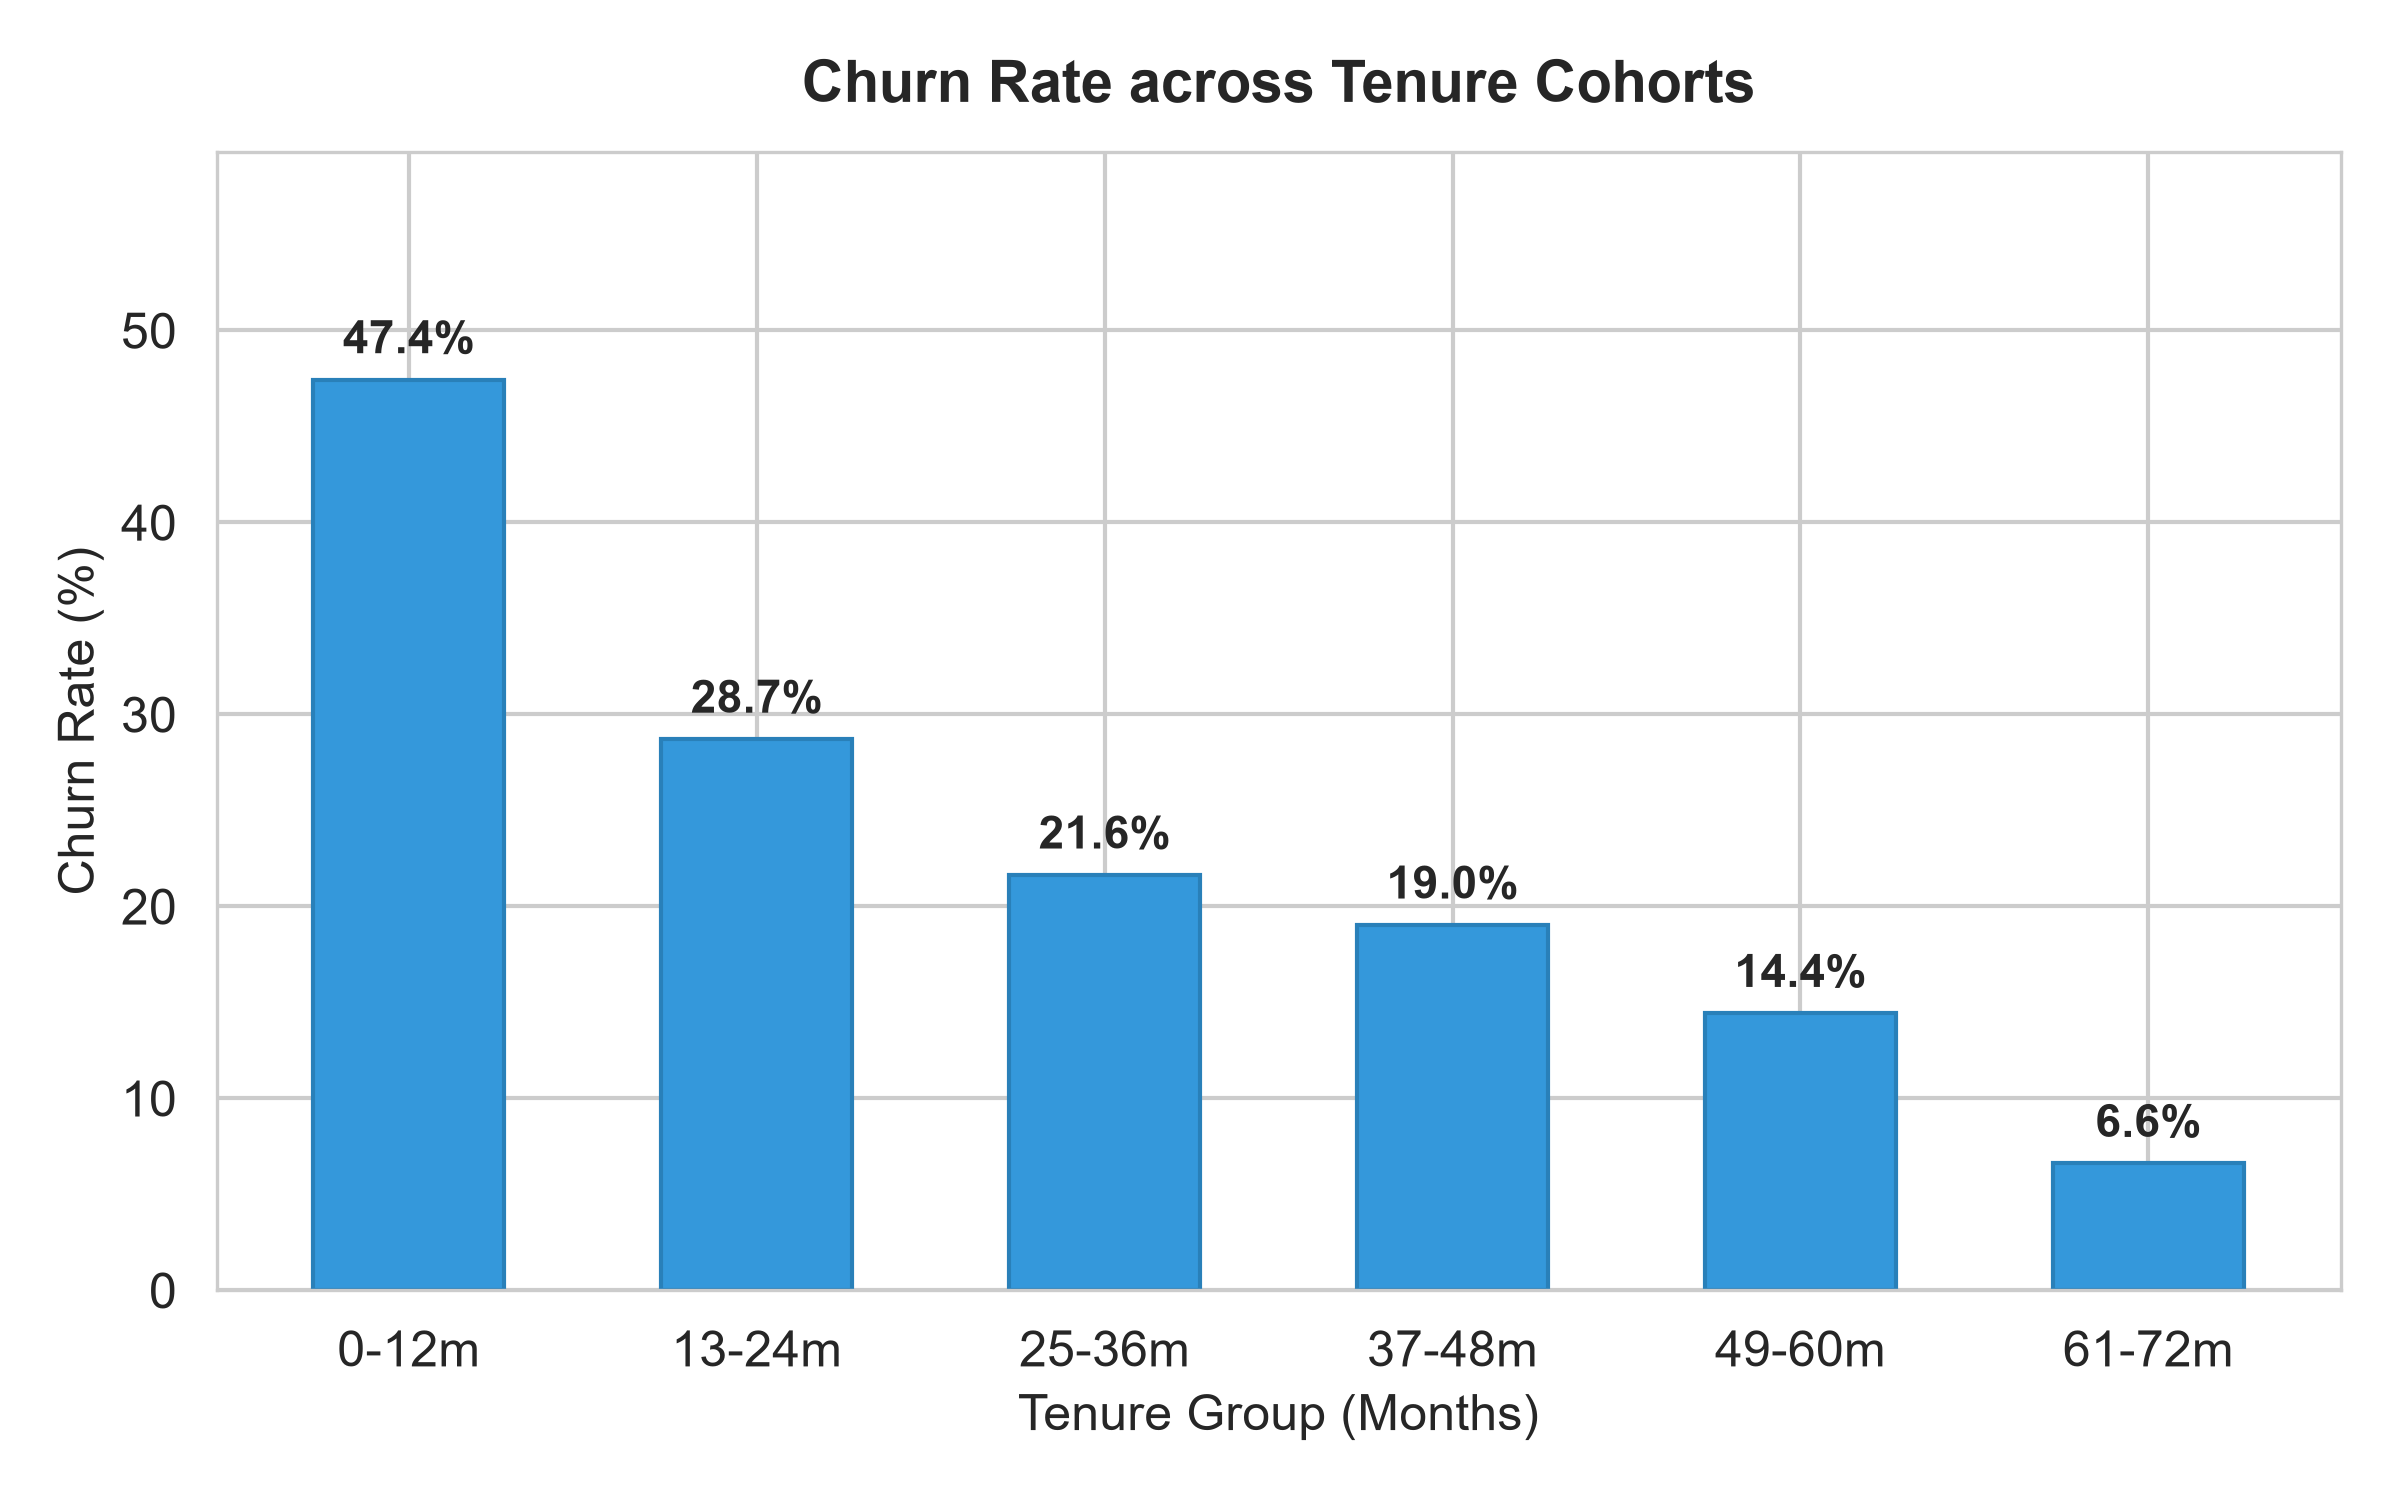 Churn Rate across Tenure Cohorts
Churn Rate (%)
50
40
30
20
10
0
47.4%
28.7%
21.6%
19.0%
14.4%
6.6%
0-12m
13-24m
25-36m
37-48m
49-60m
61-72m
Tenure Group (Months)